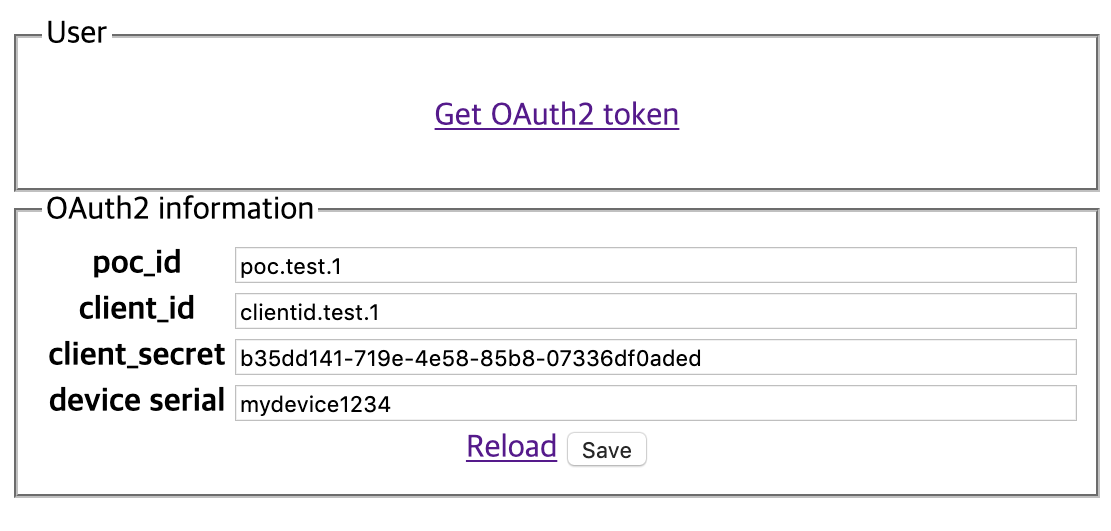 User
Get OAuth2 token
OAuth2 information
poc_id poc.test.1
client_id clientid.test.1
client_secret b35dd141-719e-4e58-85b8-07336df0aded
device serial mydevice1234
Reload Save